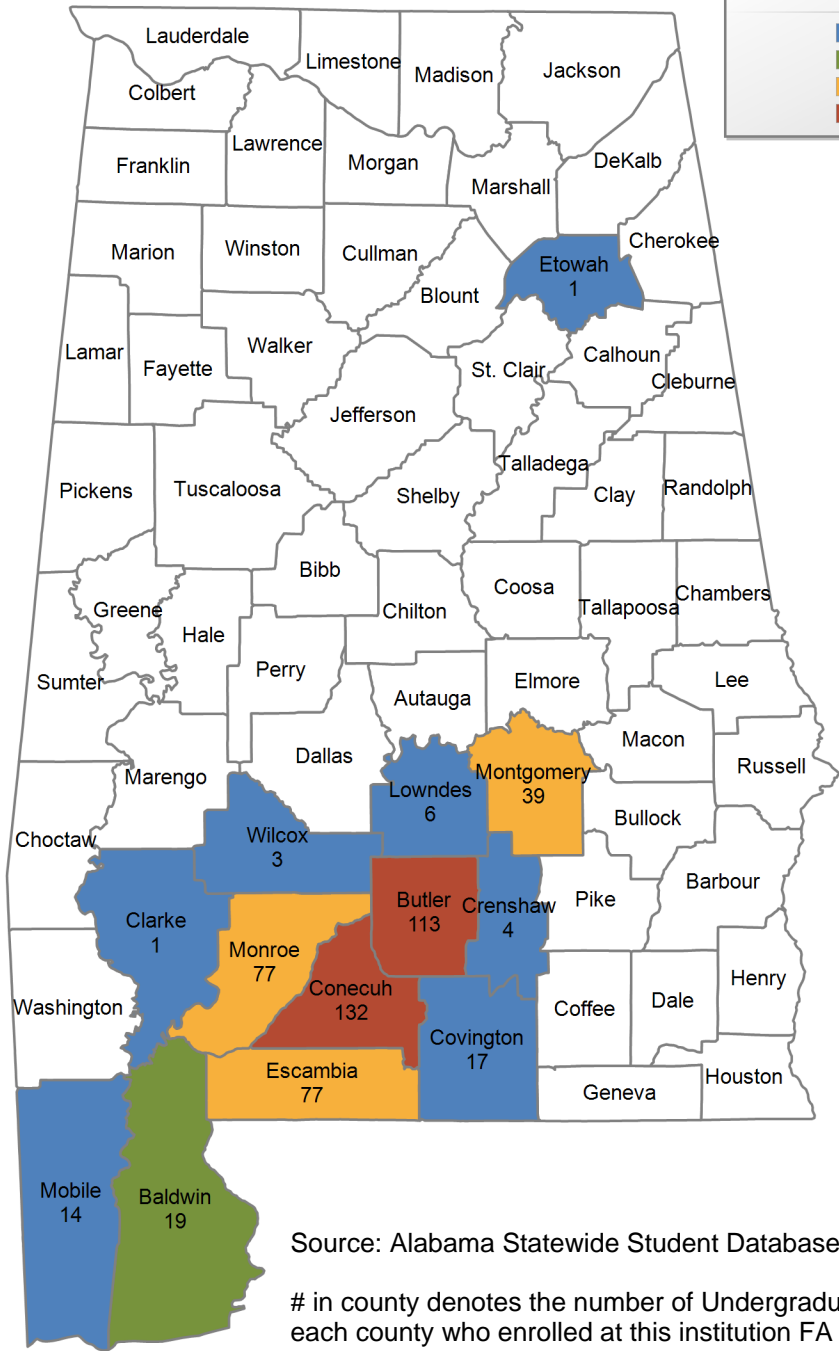 Lauderdale
Limestone
Madison
Jackson
Colbert
Lawrence
Franklin
Morgan
DeKalb
Marshall
Marion
Winston
Cullman
Cherokee
Etowah
1
Blount
Lamar
Fayette
Walker
St. Clair
Calhoun
Cleburne
Jefferson
Talladega
Pickens
Tuscaloosa
Shelby
Clay
Randolph
Bibb
Coosa
Chambers
Greene
Hale
Chilton
Tallapoosa
Perry
Sumter
Autauga
Elmore
Lee
Dallas
Macon
Marengo
Montgomery
39
Russell
Lowndes
6
Bullock
Choctaw
Wilcox
3
Barbour
Butler
113
Crenshaw
4
Pike
Clarke
1
Monroe
77
Henry
Conecuh
132
Washington
Coffee
Dale
Covington
17
Escambia
77
Geneva
Houston
Mobile
14
Baldwin
19
Source: Alabama Statewide Student Database
# in county denotes the number of Undergradu
each county who enrolled at this institution FA